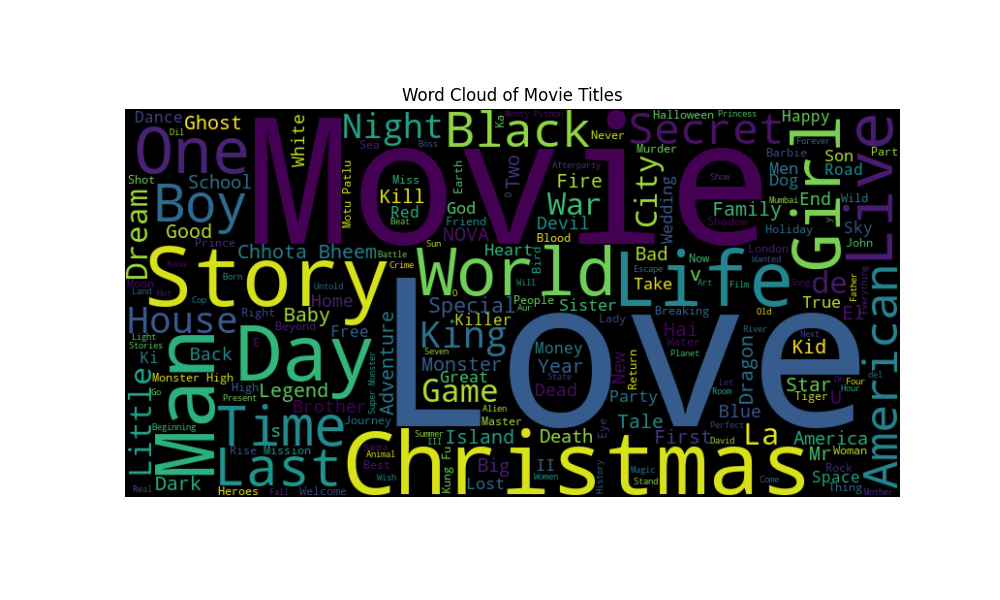 Word Cloud of Movie Titles
Dance
Ghost
Dil
White
Night
Black
Ka
Monty Python
Never
Halloween
Princess
Happy
Forever
Part
One
Movie
Sea
Boss
Secret
Girl
Live
Murder
Barbie
Son
Road
School
Boy
Shot
Motu Patlu
Miss
Kill
Red
Beat
Earth
D
Two
Afterparty
Fire
City
Wedding
Show
Men
Dog
Mumbai
End
Wild
y
Good
Dream
God
Friend
NOVA
War
Devil
Blood
Family
Shadow
Holiday
Sky
John
Prince
Chhota Bheem
Battle
Sun
Heart
Bird
Bad
Now
London
Wanted
Story
Crime
World
Will
Life
Escape
Take
v
Art
Film
de
Song
Father
Everything
Moon
Know
Born
Untold
Land
Hot
Cop
Home
Special
O
People
Aur
Sister
Breaking
True
Old
El
House
Right
Baby
Beyond
Free
Killer
King
Lady
Hai
Water
Planet
River
Next
Kid
American
Light
Stories
Man
E
Day
Adventure
Love
Seven
Money
Year
New
Return
Dragon
Ki
Back
Monster
Great
State
Dead
Star
Tiger
U
Oh
Four
Hour
del
Monster High
High
Super Monster
Legend
Game
Alien
Party
Room
Let
Little
Go
Present
Brother
Journey
Master
Tale
Blue
Perfect
Beginning
Time
s
Summer
III
Island
Death
Eye
First
David
La
America
Woman
Mr
Rise
Mission
Last
Santa
Animal
Best
Christmas
Kung Fu
Big
II
History
Magic
Rock
Space
Thing
Dark
Real
Heroes
Fall
Welcome
Wish
Lost
Women
Stand
Come
Mother